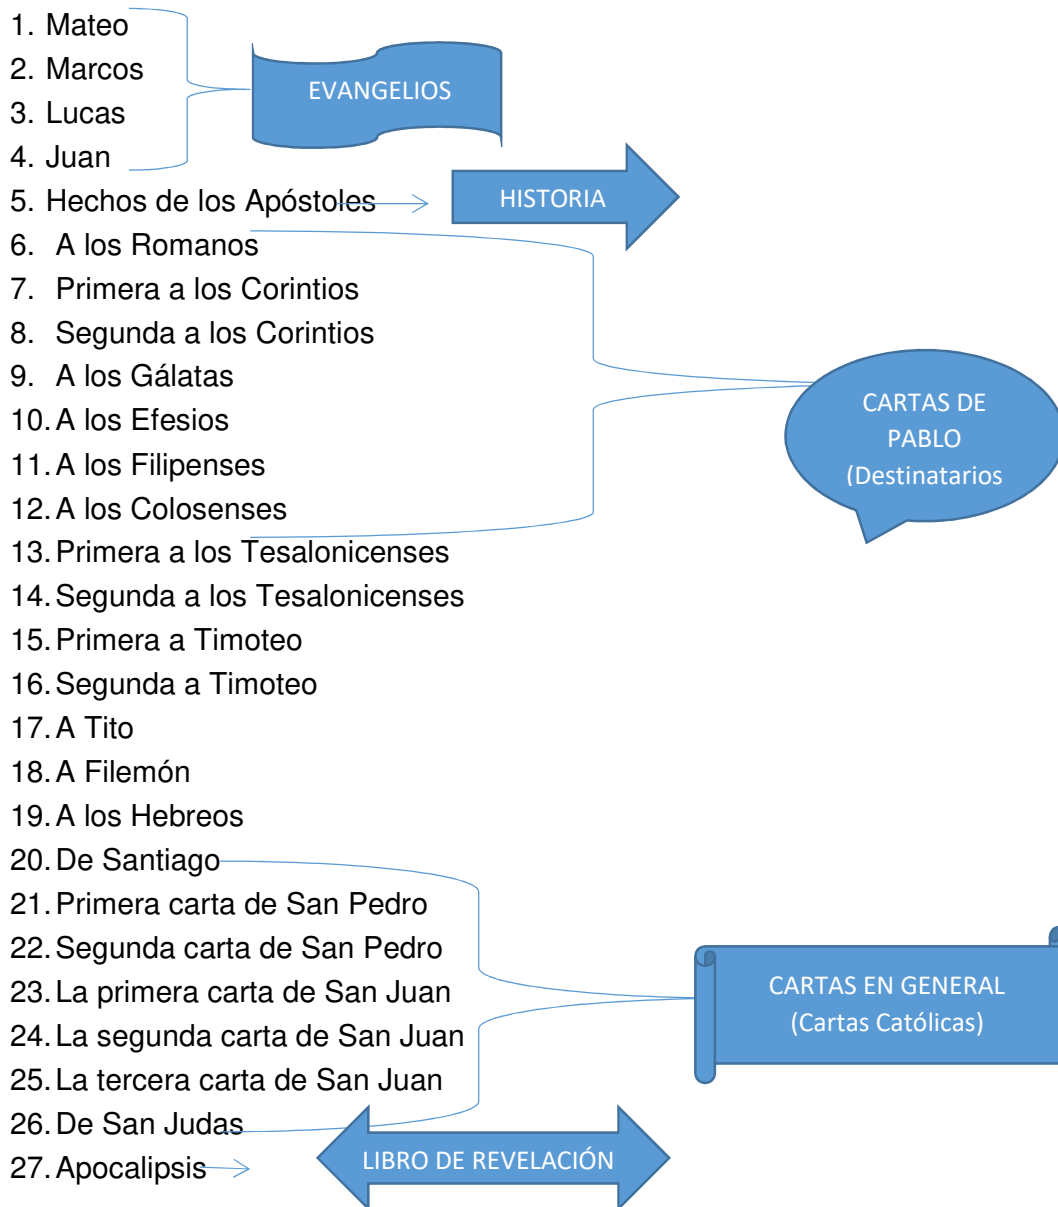 1. Mateo
2. Marcos
3. Lucas
4. Juan
EVANGELIOS
5. Hechos de los Apóstoles
HISTORIA
6. A los Romanos
7. Primera a los Corintios
8. Segunda a los Corintios
9. A los Gálatas
10. A los Efesios
11. A los Filipenses
12. A los Colosenses
13. Primera a los Tesalonicenses
CARTAS DE
PABLO
(Destinatarios
14. Segunda a los Tesalonicenses
15. Primera a Timoteo
16. Segunda a Timoteo
17. A Tito
18. A Filemón
19. A los Hebreos
20. De Santiago
21. Primera carta de San Pedro
22. Segunda carta de San Pedro
23. La primera carta de San Juan
24. La segunda carta de San Juan
25. La tercera carta de San Juan
26. De San Judas
CARTAS EN GENERAL
(Cartas Católicas)
27. Apocalipsis
LIBRO DE REVELACIÓN